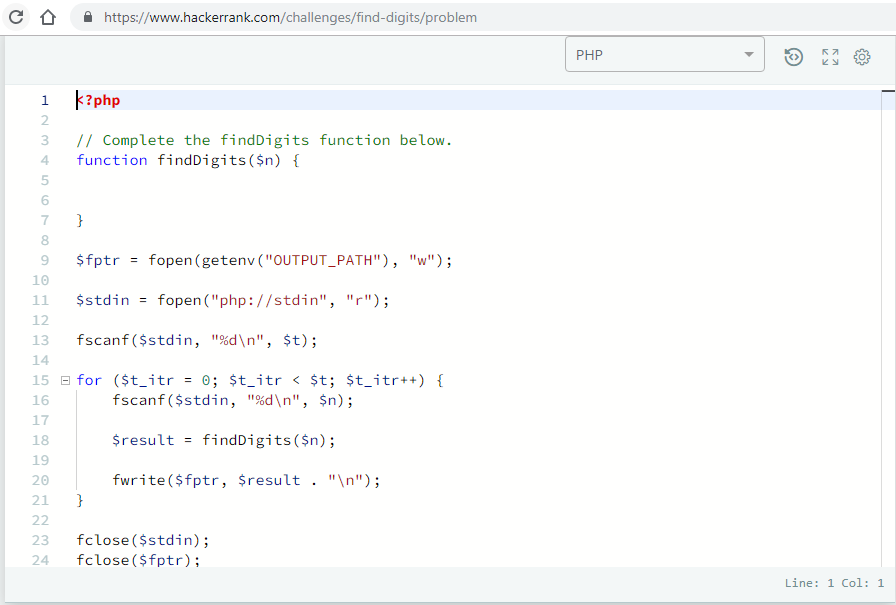 https://www.hackerrank.com/challenges/find-digits/problem
PHP
1 <?php
2
3 // Complete the findDigits function below.
4 function findDigits($n) {
5
6
7 }
8
9 $fptr = fopen(getenv("OUTPUT_PATH"), "w");
10
11 $stdin = fopen("php://stdin", "r");
12
13 fscanf($stdin, "%d\n", $t);
14
15 for ($t_itr = 0; $t_itr < $t; $t_itr++) {
16     fscanf($stdin, "%d\n", $n);
17
18     $result = findDigits($n);
19
20     fwrite($fptr, $result . "\n");
21 }
22
23 fclose($stdin);
24 fclose($fptr);
Line: 1 Col: 1